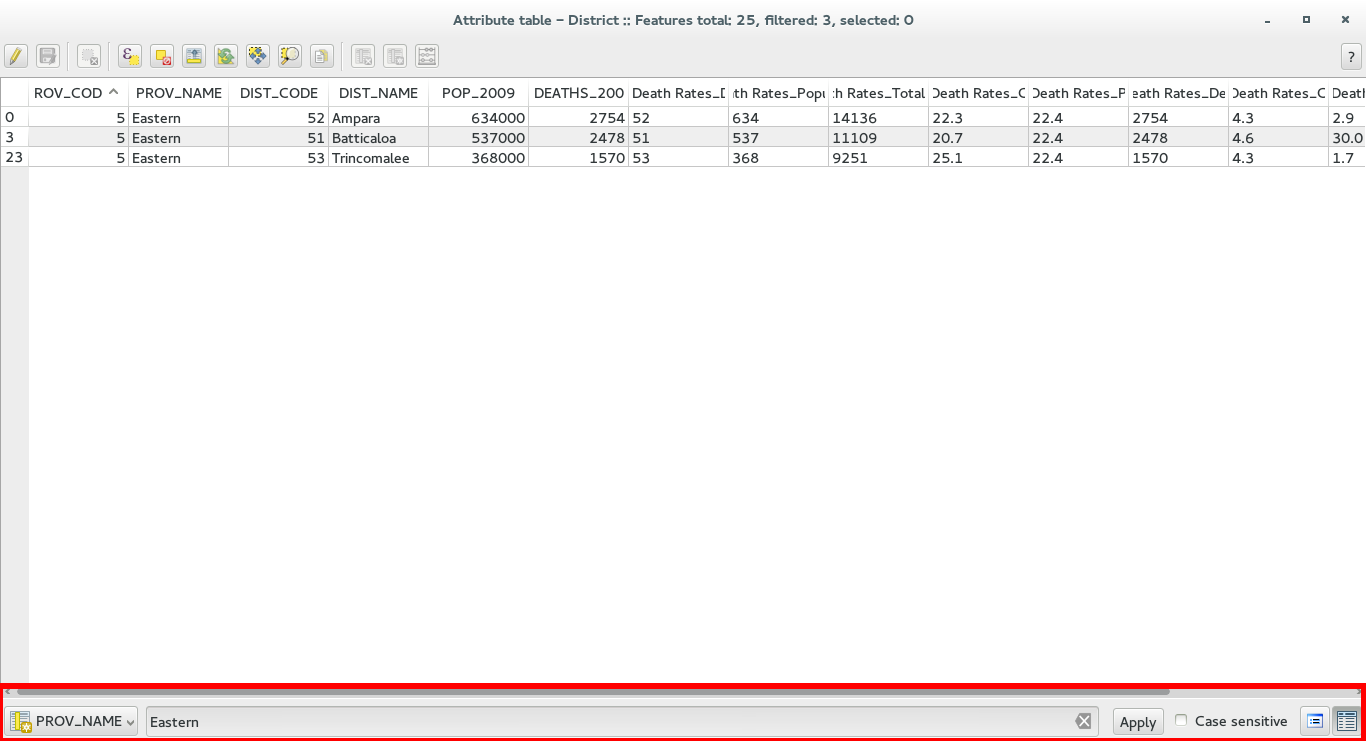 Attribute table – District :: Features total: 25, filtered: 3, selected: 0
?
ROV_COD PROV_NAME DIST_CODE DIST_NAME POP_2009 DEATHS_200 Death Rates_D th Rates_Popu th Rates_Total Death Rates_C Death Rates_P eath Rates_De Death Rates_C Death
0 5 Eastern 52 Ampara 634000 2754 52 634 14136 22.3 22.4 2754 4.3 2.9
3 5 Eastern 51 Batticaloa 537000 2478 51 537 11109 20.7 22.4 2478 4.6 30.0
23 5 Eastern 53 Trincomalee 368000 1570 53 368 9251 25.1 22.4 1570 4.3 1.7
PROV_NAME Eastern Apply Case sensitive